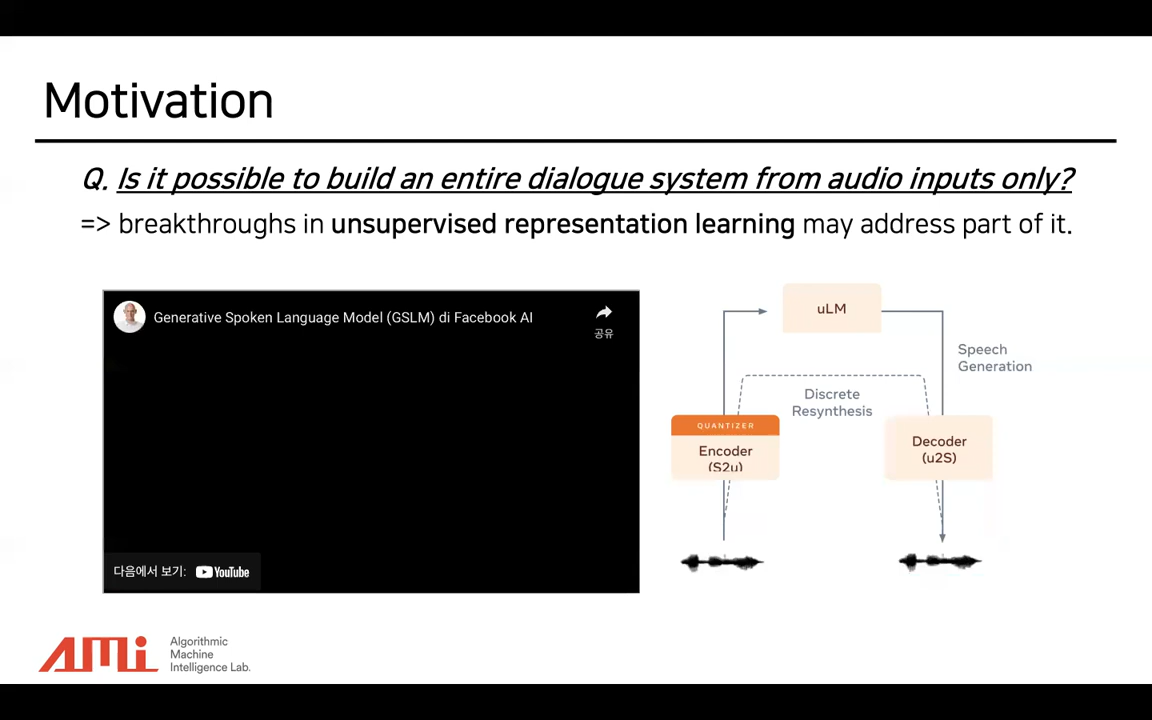 Motivation
Q. Is it possible to build an entire dialogue system from audio inputs only?
=> breakthroughs in unsupervised representation learning may address part of it.
Generative Spoken Language Model (GSLM) di Facebook AI
공유
다음에서 보기: YouTube
uLM
Speech
Generation
Discrete
Resynthesis
QUANTIZER
Encoder
(S2u)
Decoder
(u2S)
AMi
Algorithmic
Machine
Intelligence Lab.